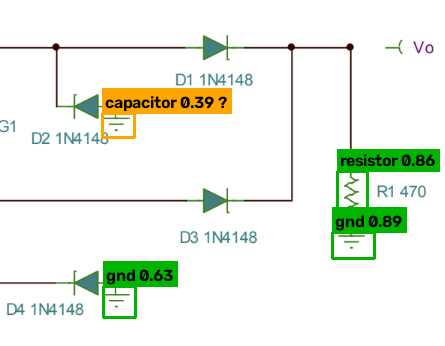 Vo
D1 1N4148
capacitor 0.39 ?
G1
D2 1N4148
resistor 0.86
R1 470
gnd 0.89
D3 1N4148
gnd 0.63
D4 1N4148